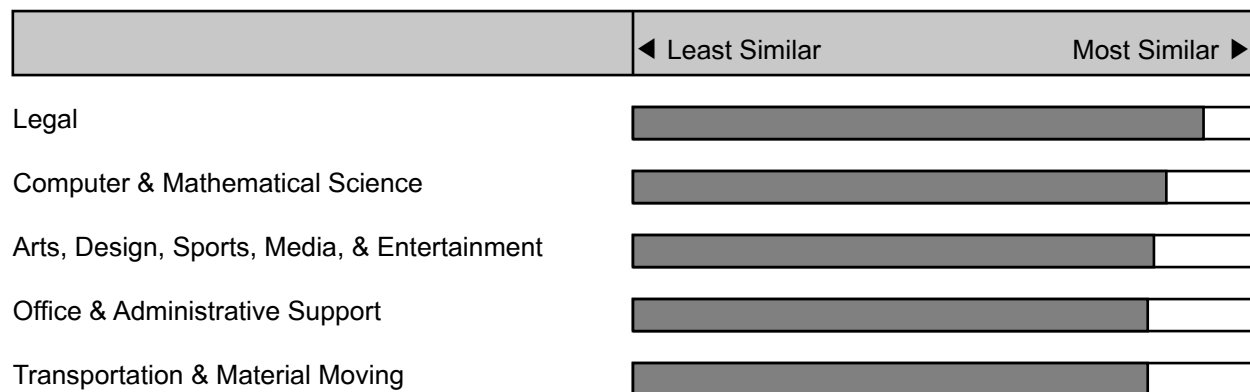 ◀ Least Similar Most Similar ▶
Legal
Computer & Mathematical Science
Arts, Design, Sports, Media, & Entertainment
Office & Administrative Support
Transportation & Material Moving